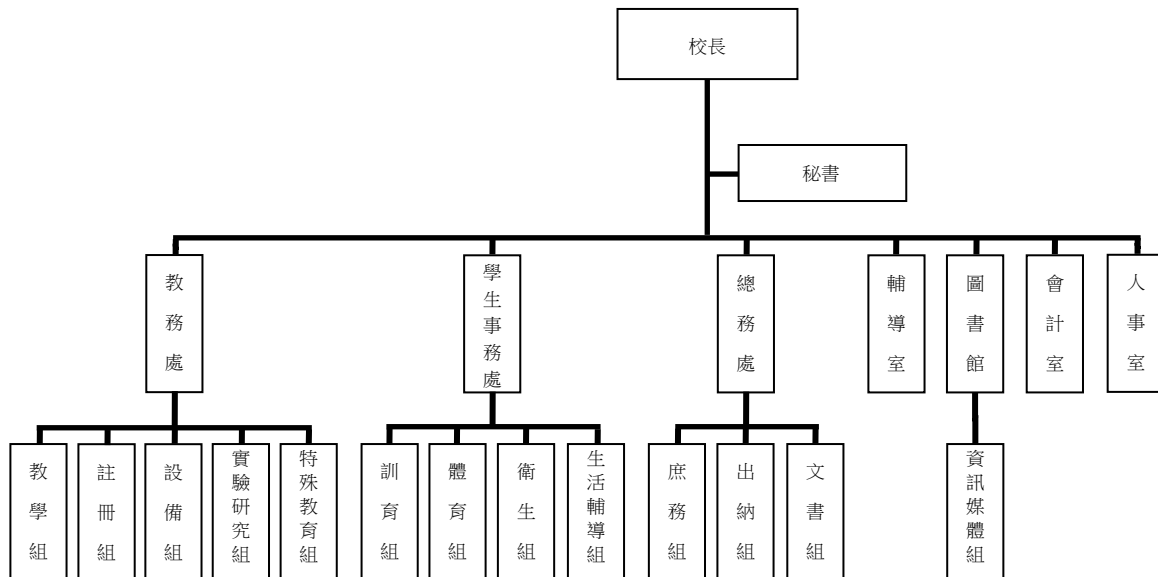 校長
秘書
教務處
學生事務處
總務處
輔導室
圖書館
會計室
人事室
教學組
註冊組
設備組
實驗研究組
特殊教育組
訓育組
體育組
衛生組
生活輔導組
庶務組
出納組
文書組
資訊媒體組